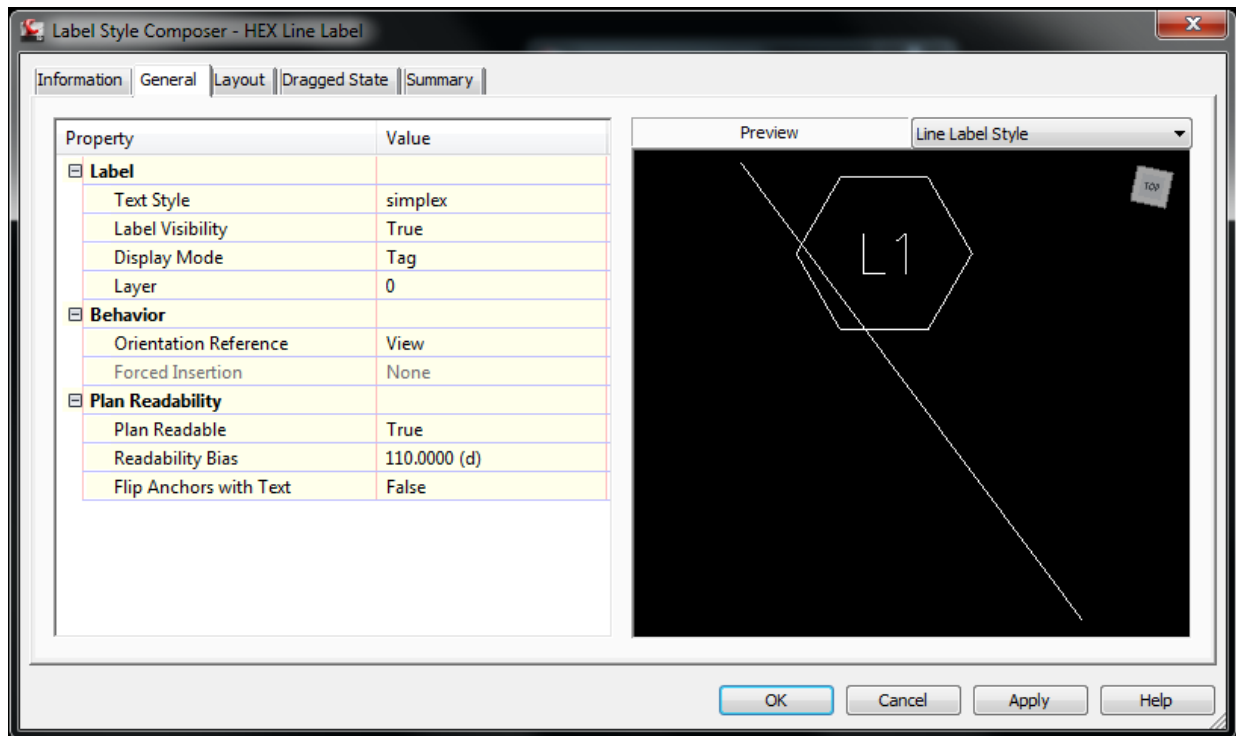 Label Style Composer - HEX Line Label
X
Information General Layout Dragged State Summary
Property Value
Label
Text Style simplex
Label Visibility True
Display Mode Tag
Layer 0
Behavior
Orientation Reference View
Forced Insertion None
Plan Readability
Plan Readable True
Readability Bias 110.0000 (d)
Flip Anchors with Text False
Preview Line Label Style
TOP
L1
OK Cancel Apply Help